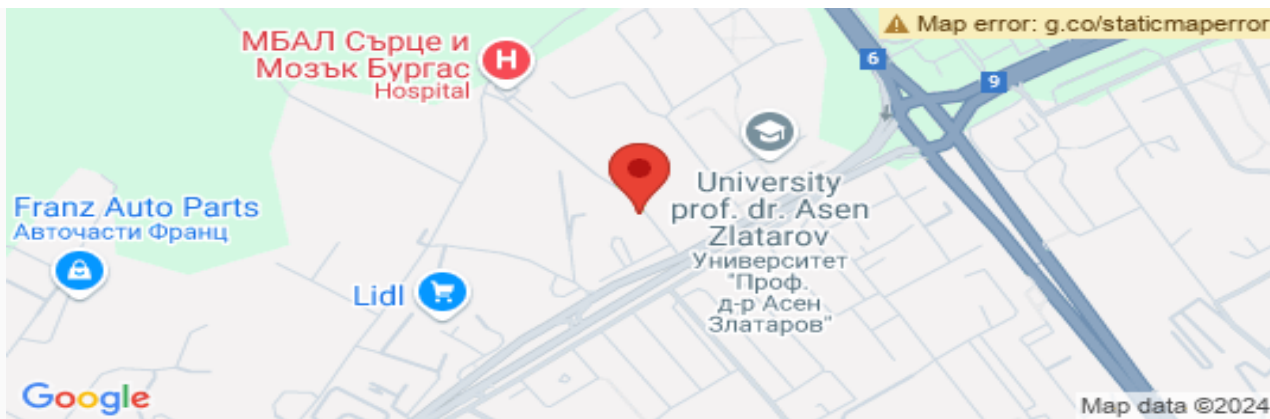 ⚠ Map error: g.co/staticmaperror
МБАЛ Сърце и
Мозък Бургас
Hospital
H
6
9
University
prof. dr. Asen
Zlatarov
Университет
"Проф.
д-р Асен
Златаров"
Franz Auto Parts
Авточасти Франц
Lidl
Google
Map data ©2024